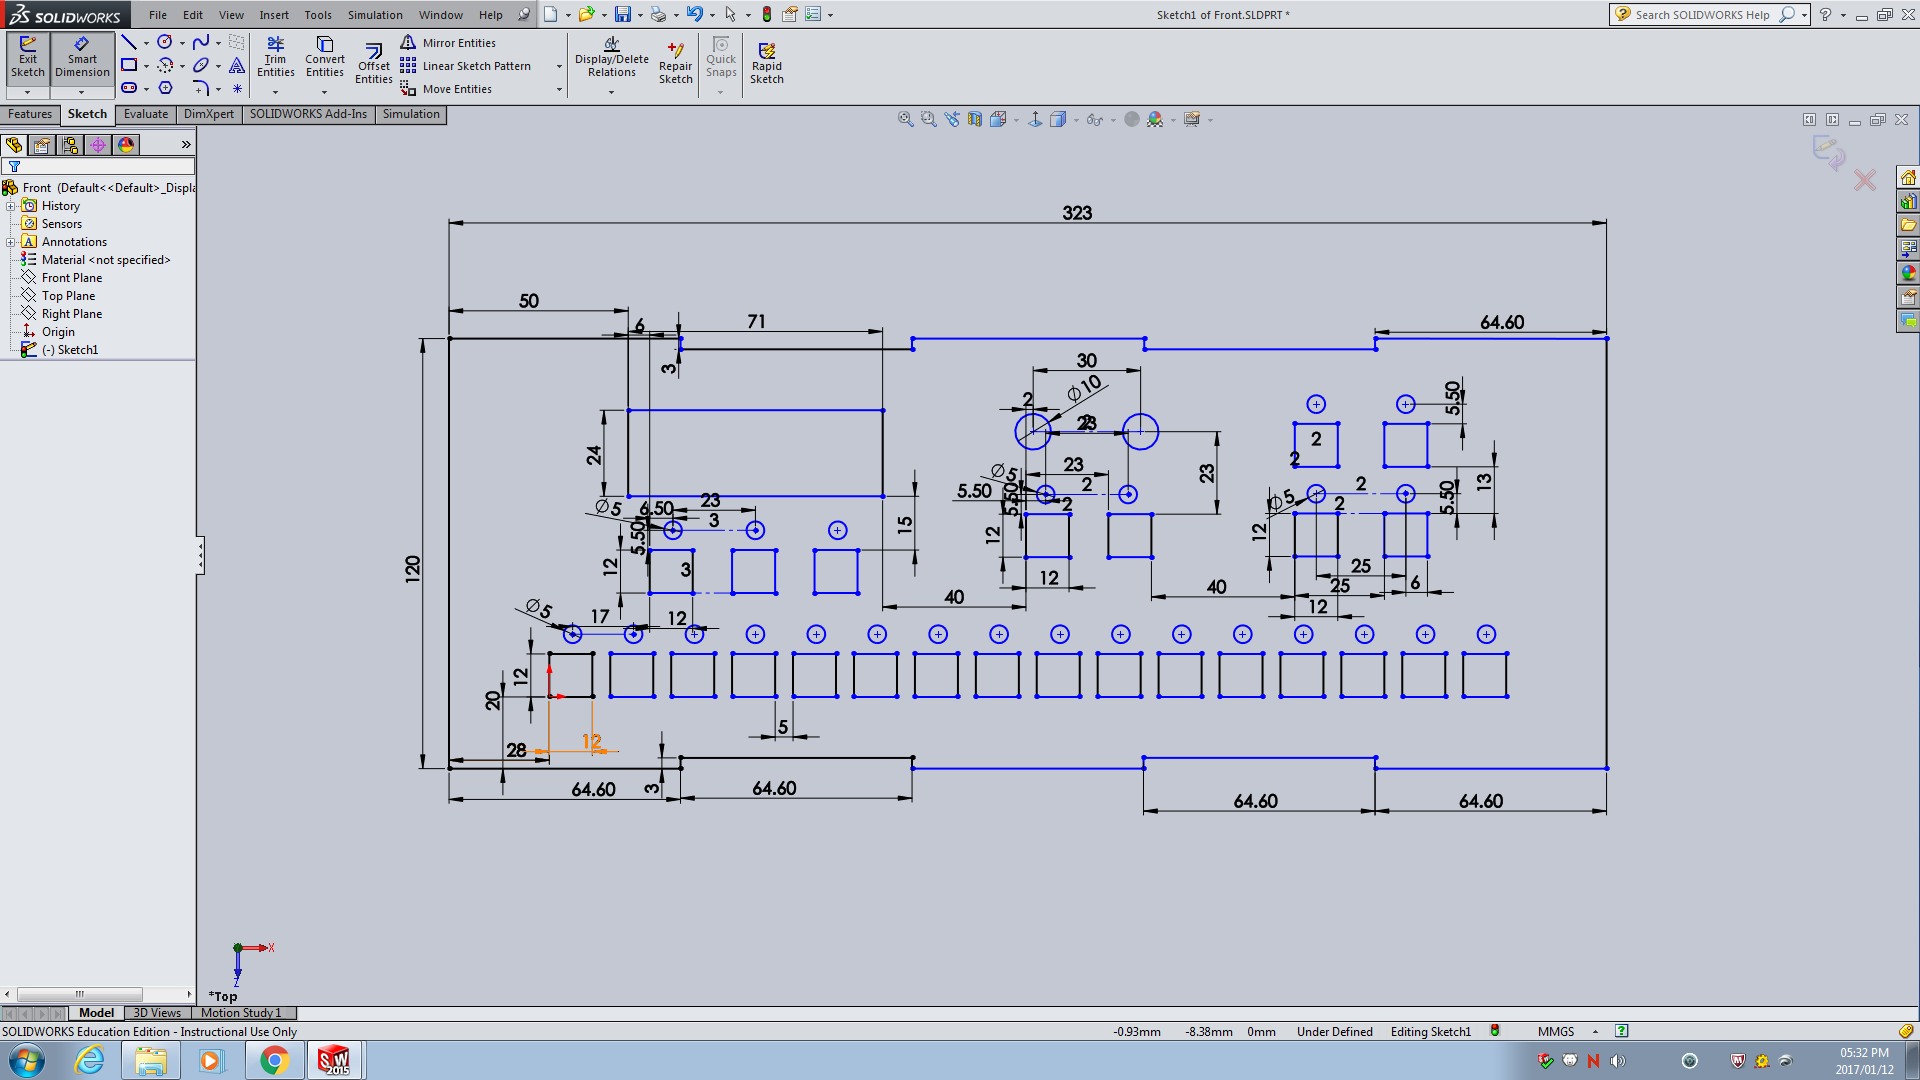 SOLIDWORKS
File Edit View Insert Tools Simulation Window Help
Sketch1 of Front.SLDPRT *
Search SOLIDWORKS Help
Exit Sketch
Smart Dimension
Trim Entities
Convert Entities
Offset Entities
Mirror Entities
Linear Sketch Pattern
Move Entities
Display/Delete Relations
Repair Sketch
Quick Snaps
Rapid Sketch
Features Sketch Evaluate DimXpert SOLIDWORKS Add-Ins Simulation
Front (Default<<Default>_Displa
History
Sensors
Annotations
Material <not specified>
Front Plane
Top Plane
Right Plane
Origin
(-) Sketch1
323
50
6
71
64.60
3
30
2
∅10
23
5.50
24
23
2
2
13
∅5
23
2
5.50
5.50
2
23
∅5
2
5.50
2
12
∅5
6.50
23
3
5.50
15
12
3
12
12
40
40
25
25
6
12
120
∅5
17
12
12
20
28
12
5
3
64.60
64.60
64.60
64.60
X
Z
*Top
Model 3D Views Motion Study 1
SOLIDWORKS Education Edition - Instructional Use Only
-0.93mm -8.38mm 0mm Under Defined Editing Sketch1 MMGS
SW 2015
05:32 PM
2017/01/12